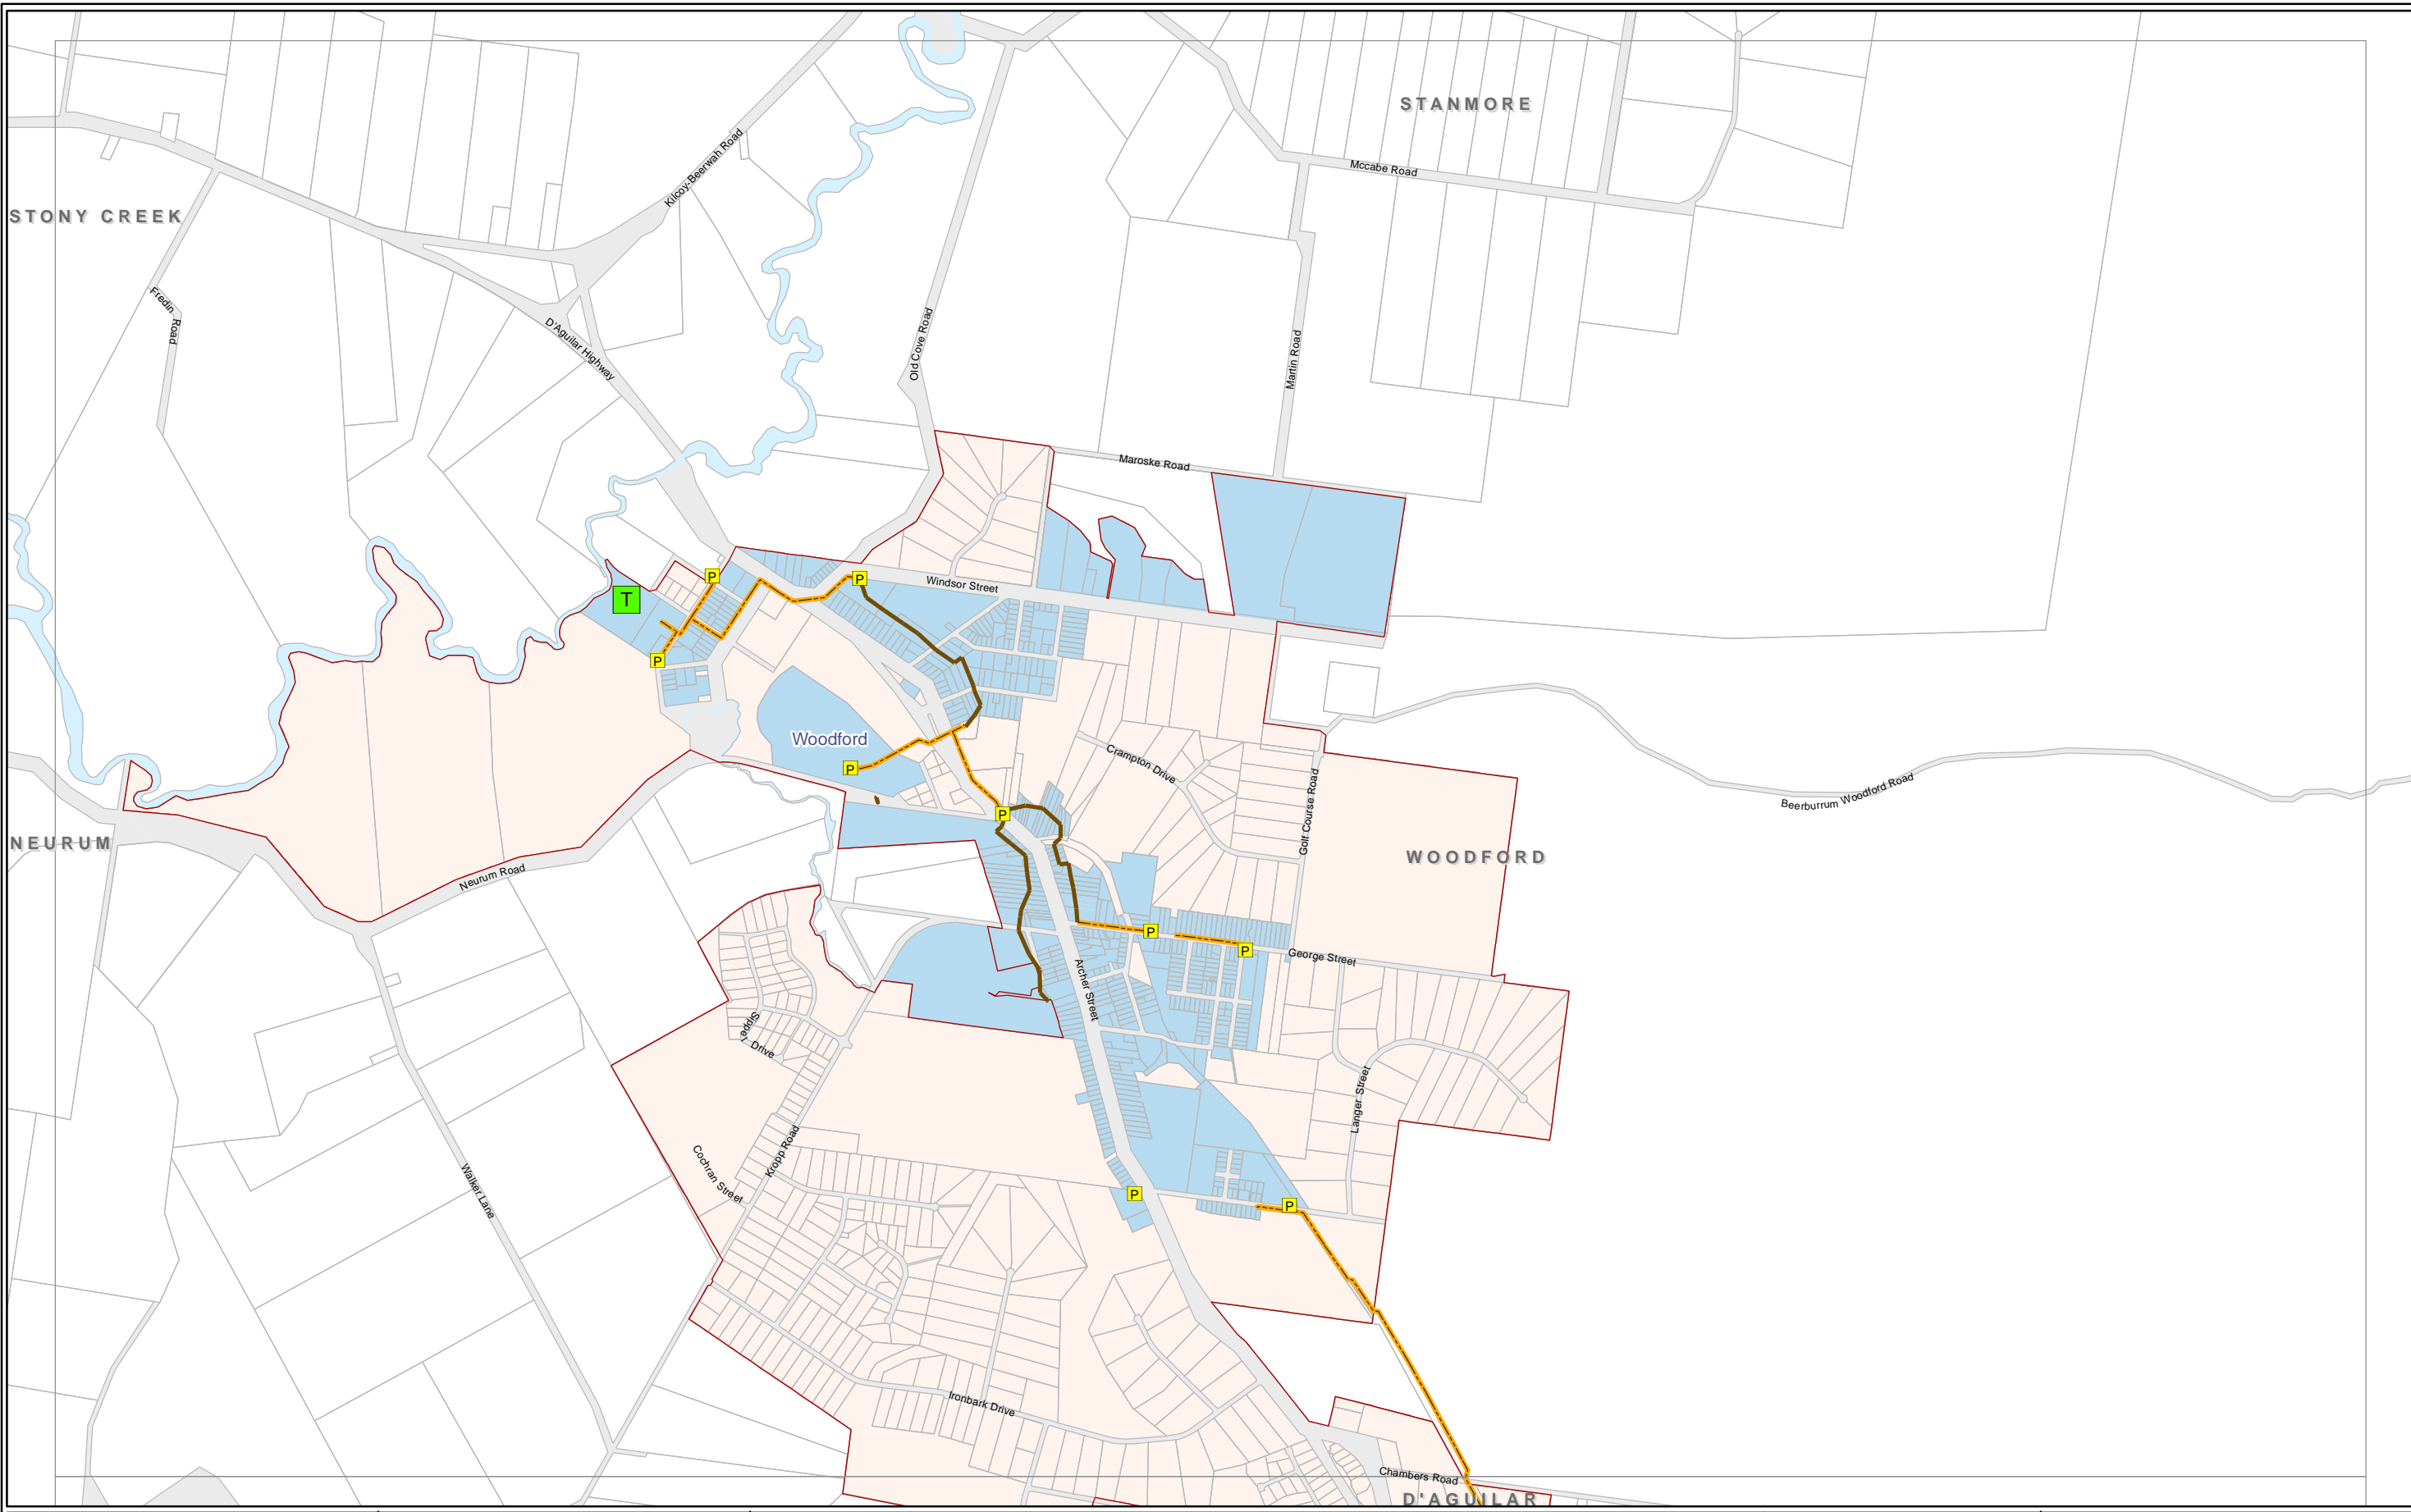 STANMORE
Mccabe Road
Kilcoy-Beerwah Road
STONY CREEK
Fredin
Road
D'Aguilar Highway
Old Cove Road
Martin Road
Maroske Road
P
P
Windsor Street
T
P
Woodford
P
Crampton Drive
Golf Course Road
Beerburrum Woodford Road
P
NEURUM
WOODFORD
Neurum Road
P
P
George Street
Archer Street
Sippel
Drive
Langer Street
Kropp Road
Cochran Street
Walker Lane
P
P
Ironbark Drive
Chambers Road
D'AGUILAR